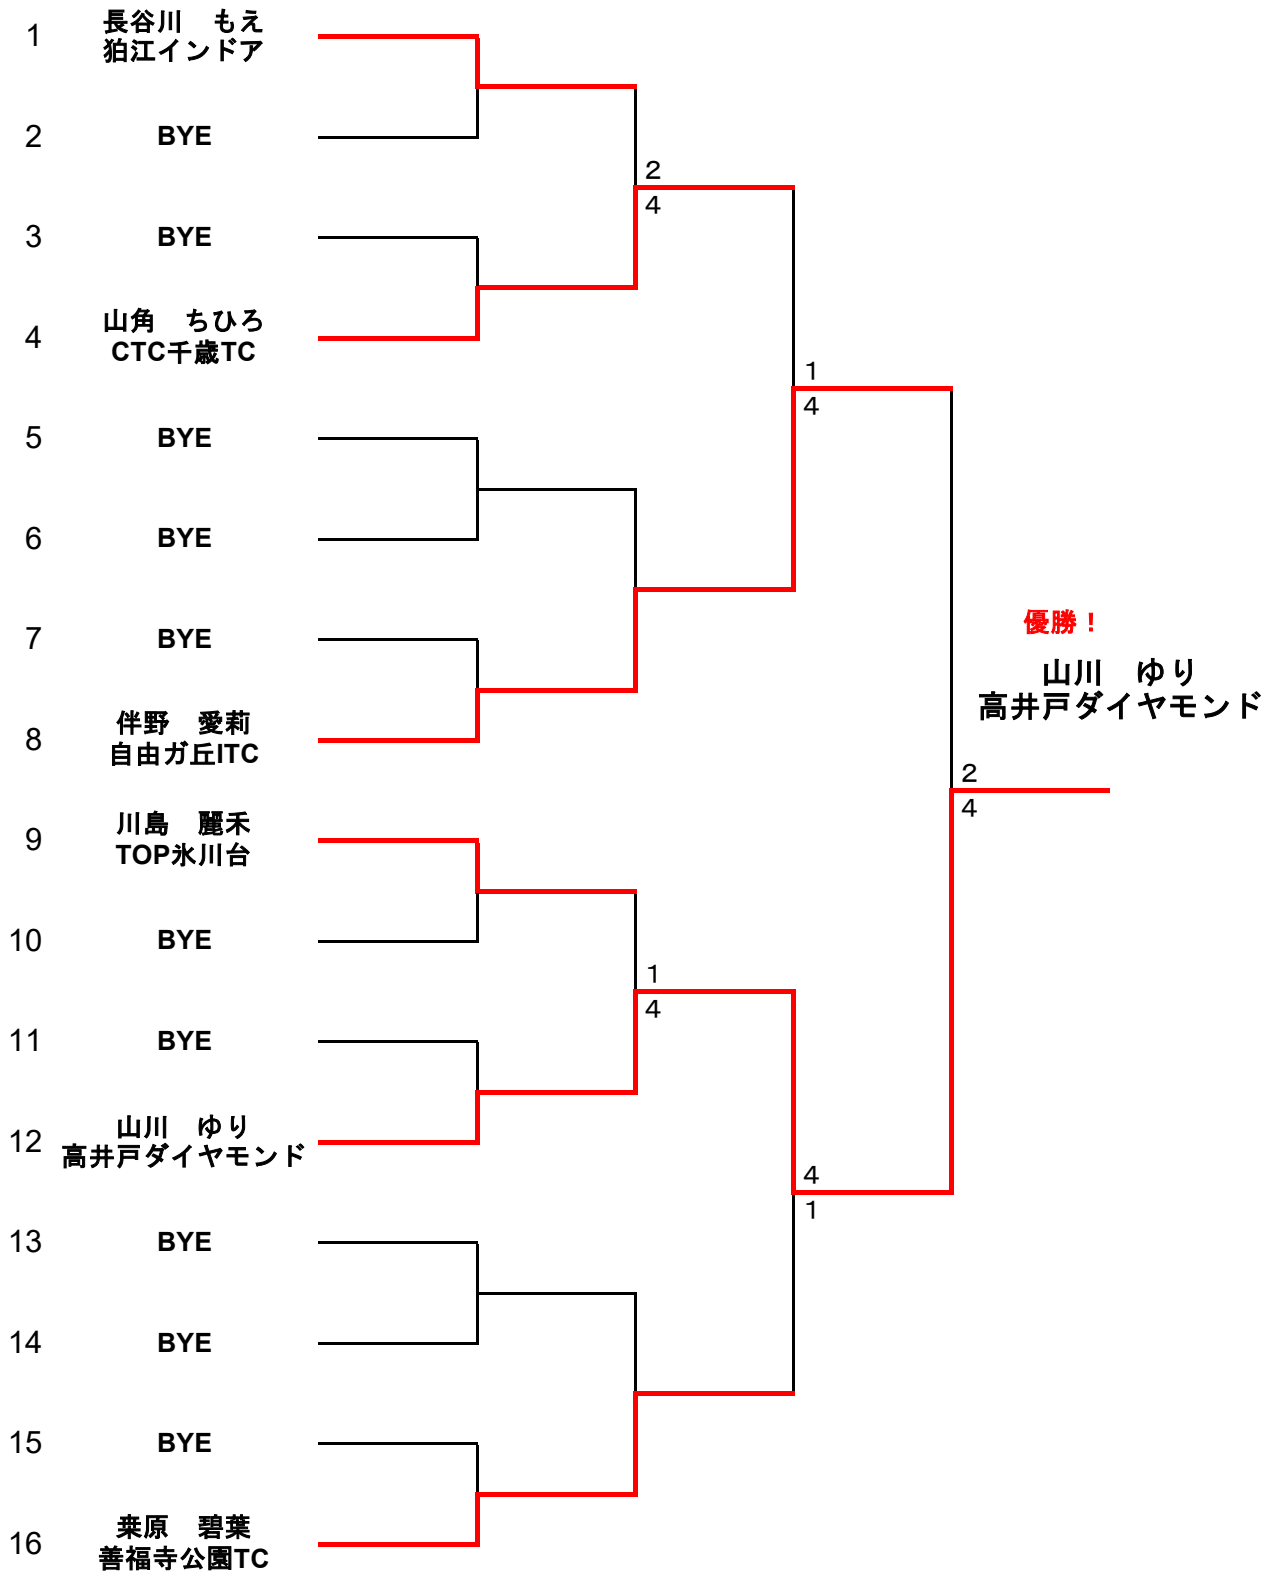 1
長谷川　もえ
狛江インドア
2
BYE
2
4
3
BYE
4
山角　ちひろ
CTC千歳TC
1
4
5
BYE
6
BYE
7
BYE
優勝！
山川　ゆり
高井戸ダイヤモンド
8
伴野　愛莉
自由ガ丘ITC
2
4
9
川島　麗禾
TOP氷川台
10
BYE
1
4
11
BYE
12
山川　ゆり
高井戸ダイヤモンド
4
1
13
BYE
14
BYE
15
BYE
16
桒原　碧葉
善福寺公園TC